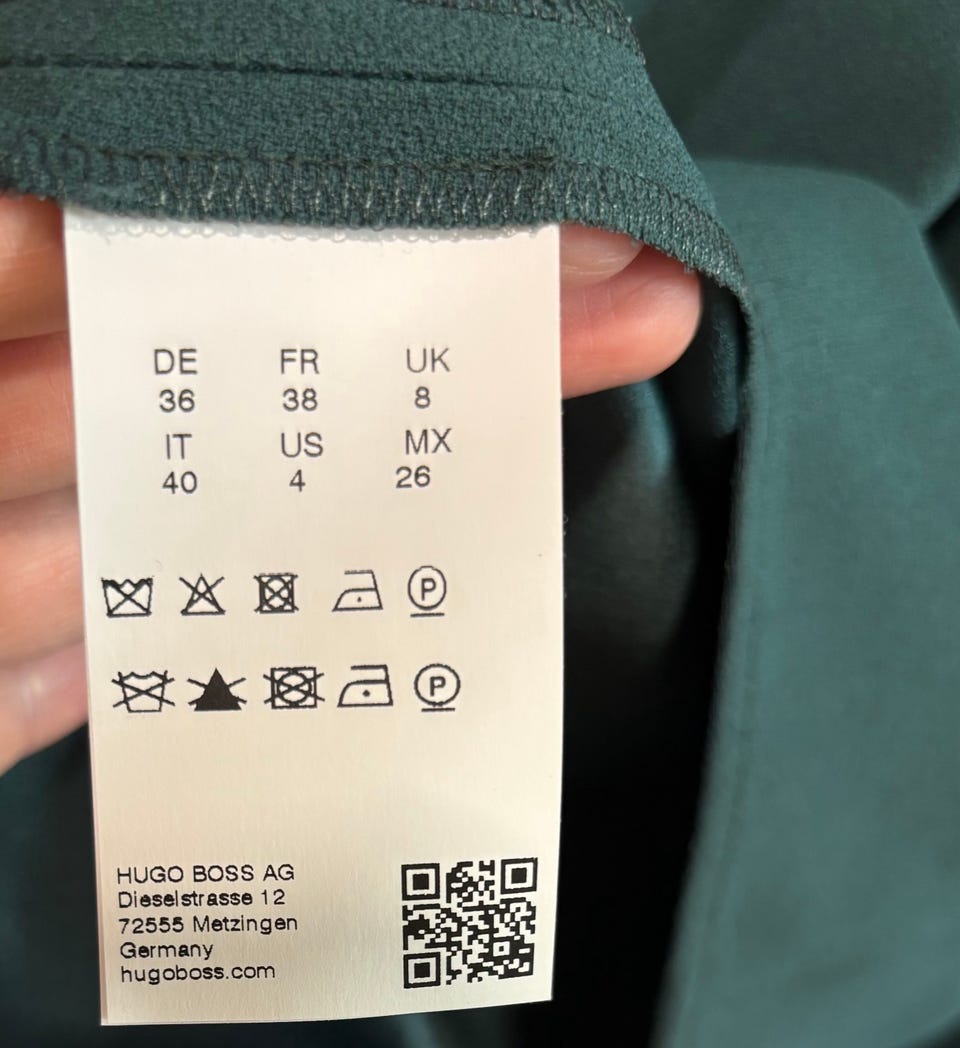 DE FR UK
36 38 8
IT US MX
40 4 26
P
P
HUGO BOSS AG
Dieselstrasse 12
72555 Metzingen
Germany
hugoboss.com